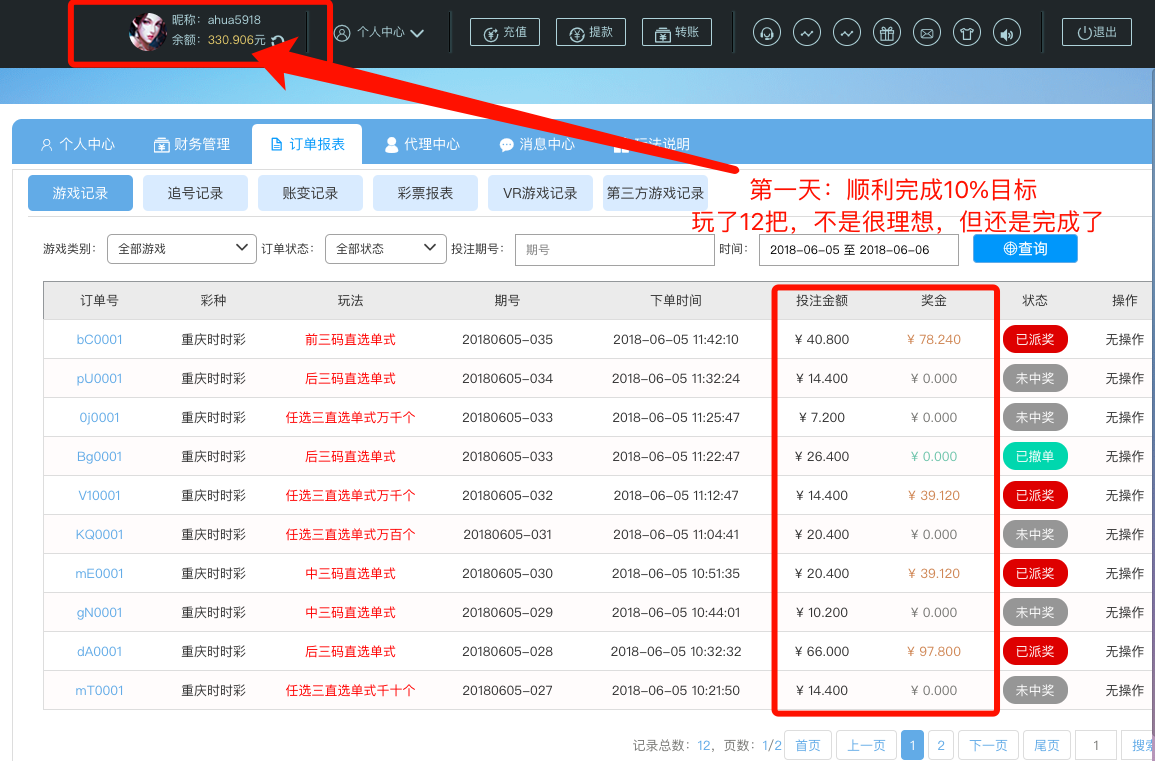 昵称：ahua5918
余额：330.906元
个人中心
充值
提款
转账
退出
个人中心
财务管理
订单报表
代理中心
消息中心
法说明
游戏记录
追号记录
账变记录
彩票报表
VR游戏记录
第三方游戏记录
第一天：顺利完成10%目标
玩了12把，不是很理想，但还是完成了
游戏类别： 全部游戏 订单状态： 全部状态 投注期号： 期号 时间： 2018-06-05 至 2018-06-06 查询
订单号 彩种 玩法 期号 下单时间 投注金额 奖金 状态 操作
bC0001 重庆时时彩 前三码直选单式 20180605-035 2018-06-05 11:42:10 ¥ 40.800 ¥ 78.240 已派奖 无操作
pU0001 重庆时时彩 后三码直选单式 20180605-034 2018-06-05 11:32:24 ¥ 14.400 ¥ 0.000 未中奖 无操作
0j0001 重庆时时彩 任选三直选单式万千个 20180605-033 2018-06-05 11:25:47 ¥ 7.200 ¥ 0.000 未中奖 无操作
Bg0001 重庆时时彩 后三码直选单式 20180605-033 2018-06-05 11:22:47 ¥ 26.400 ¥ 0.000 已撤单 无操作
V10001 重庆时时彩 任选三直选单式万千个 20180605-032 2018-06-05 11:12:47 ¥ 14.400 ¥ 39.120 已派奖 无操作
KQ0001 重庆时时彩 任选三直选单式万百个 20180605-031 2018-06-05 11:04:41 ¥ 20.400 ¥ 0.000 未中奖 无操作
mE0001 重庆时时彩 中三码直选单式 20180605-030 2018-06-05 10:51:35 ¥ 20.400 ¥ 39.120 已派奖 无操作
gN0001 重庆时时彩 中三码直选单式 20180605-029 2018-06-05 10:44:01 ¥ 10.200 ¥ 0.000 未中奖 无操作
dA0001 重庆时时彩 后三码直选单式 20180605-028 2018-06-05 10:32:32 ¥ 66.000 ¥ 97.800 已派奖 无操作
mT0001 重庆时时彩 任选三直选单式千十个 20180605-027 2018-06-05 10:21:50 ¥ 14.400 ¥ 0.000 未中奖 无操作
记录总数：12，页数：1/2 首页 上一页 1 2 下一页 尾页 1 搜索